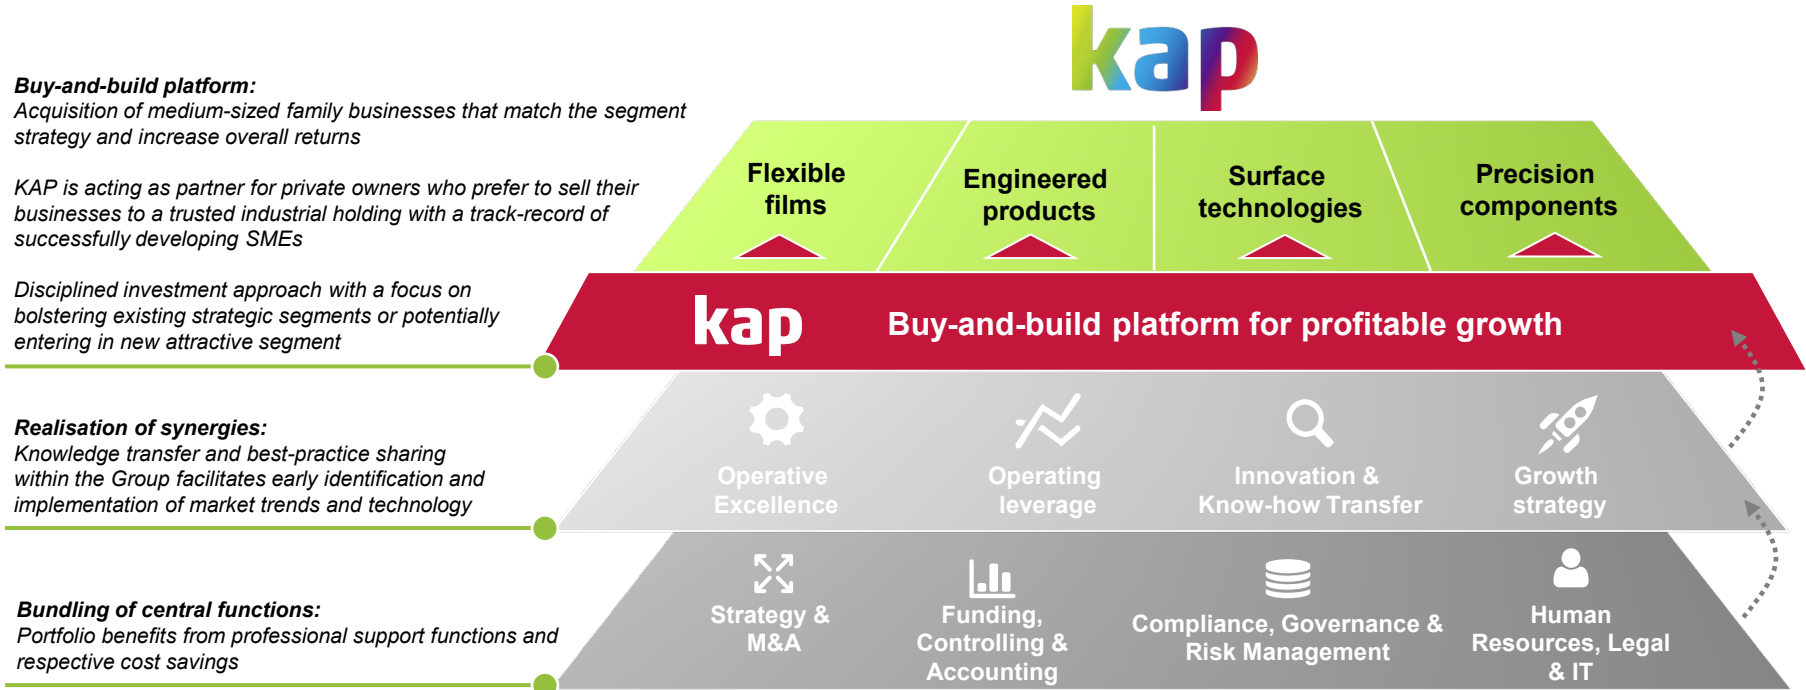 kap
Buy-and-build platform:
Acquisition of medium-sized family businesses that match the segment
strategy and increase overall returns
KAP is acting as partner for private owners who prefer to sell their
businesses to a trusted industrial holding with a track-record of
successfully developing SMEs
Disciplined investment approach with a focus on
bolstering existing strategic segments or potentially
entering in new attractive segment
Flexible
films
Engineered
products
Surface
technologies
Precision
components
kap
Buy-and-build platform for profitable growth
Realisation of synergies:
Knowledge transfer and best-practice sharing
within the Group facilitates early identification and
implementation of market trends and technology
Operative
Excellence
Operating
leverage
Innovation &
Know-how Transfer
Growth
strategy
Bundling of central functions:
Portfolio benefits from professional support functions and
respective cost savings
Strategy &
M&A
Funding,
Controlling &
Accounting
Compliance, Governance &
Risk Management
Human
Resources, Legal
& IT